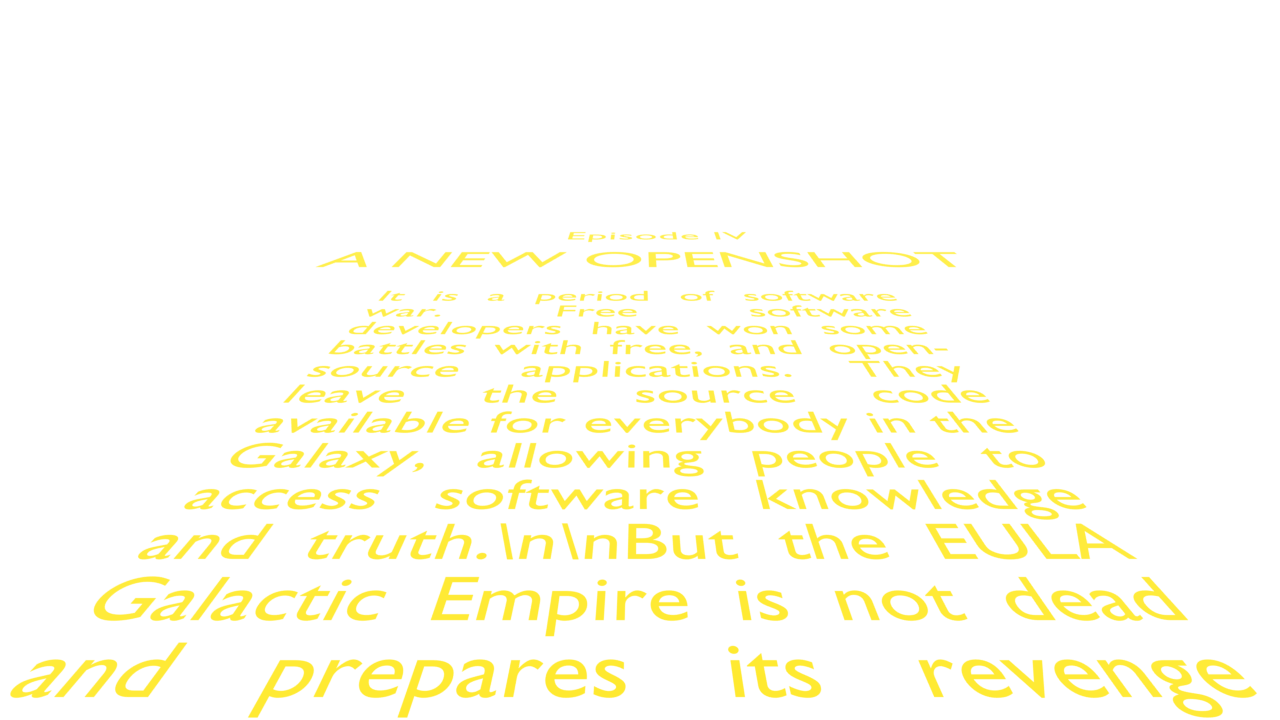 Episode IV
A NEW OPENSHOT
It is a period of software
war. Free software
developers have won some
battles with free, and open-
source applications. They
leave the source code
available for everybody in the
Galaxy, allowing people to
access software knowledge
and truth.\n\nBut the EULA
Galactic Empire is not dead
and prepares its revenge